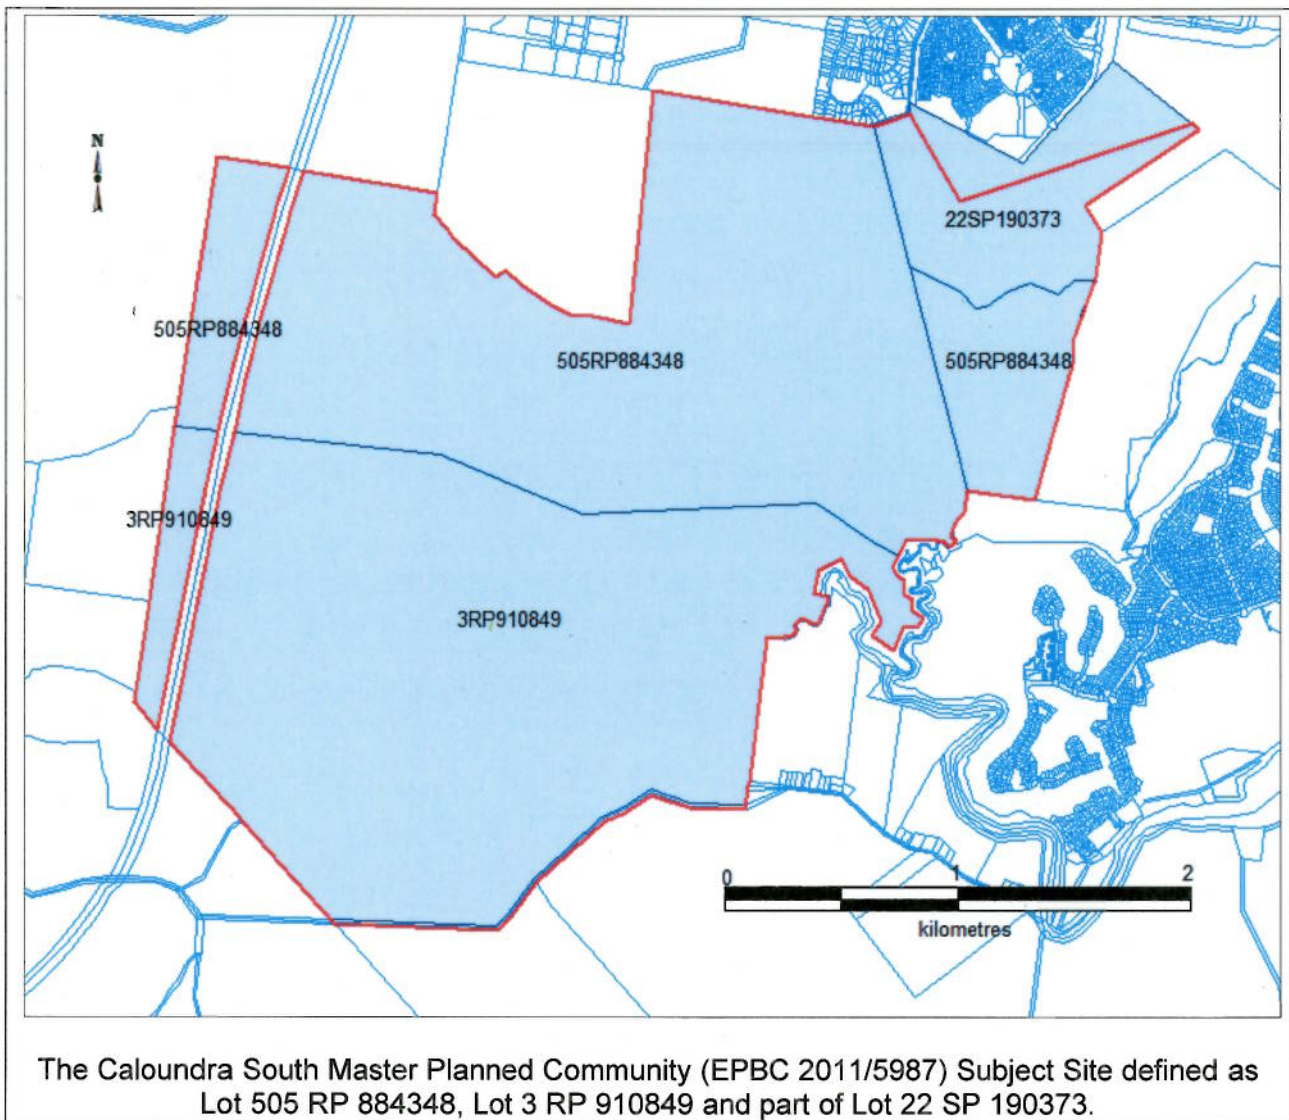 N
22SP190373
505RP884348
505RP884348
505RP884348
3RP910849
3RP910849
0 1 2
kilometres
The Caloundra South Master Planned Community (EPBC 2011/5987) Subject Site defined as
Lot 505 RP 884348, Lot 3 RP 910849 and part of Lot 22 SP 190373.